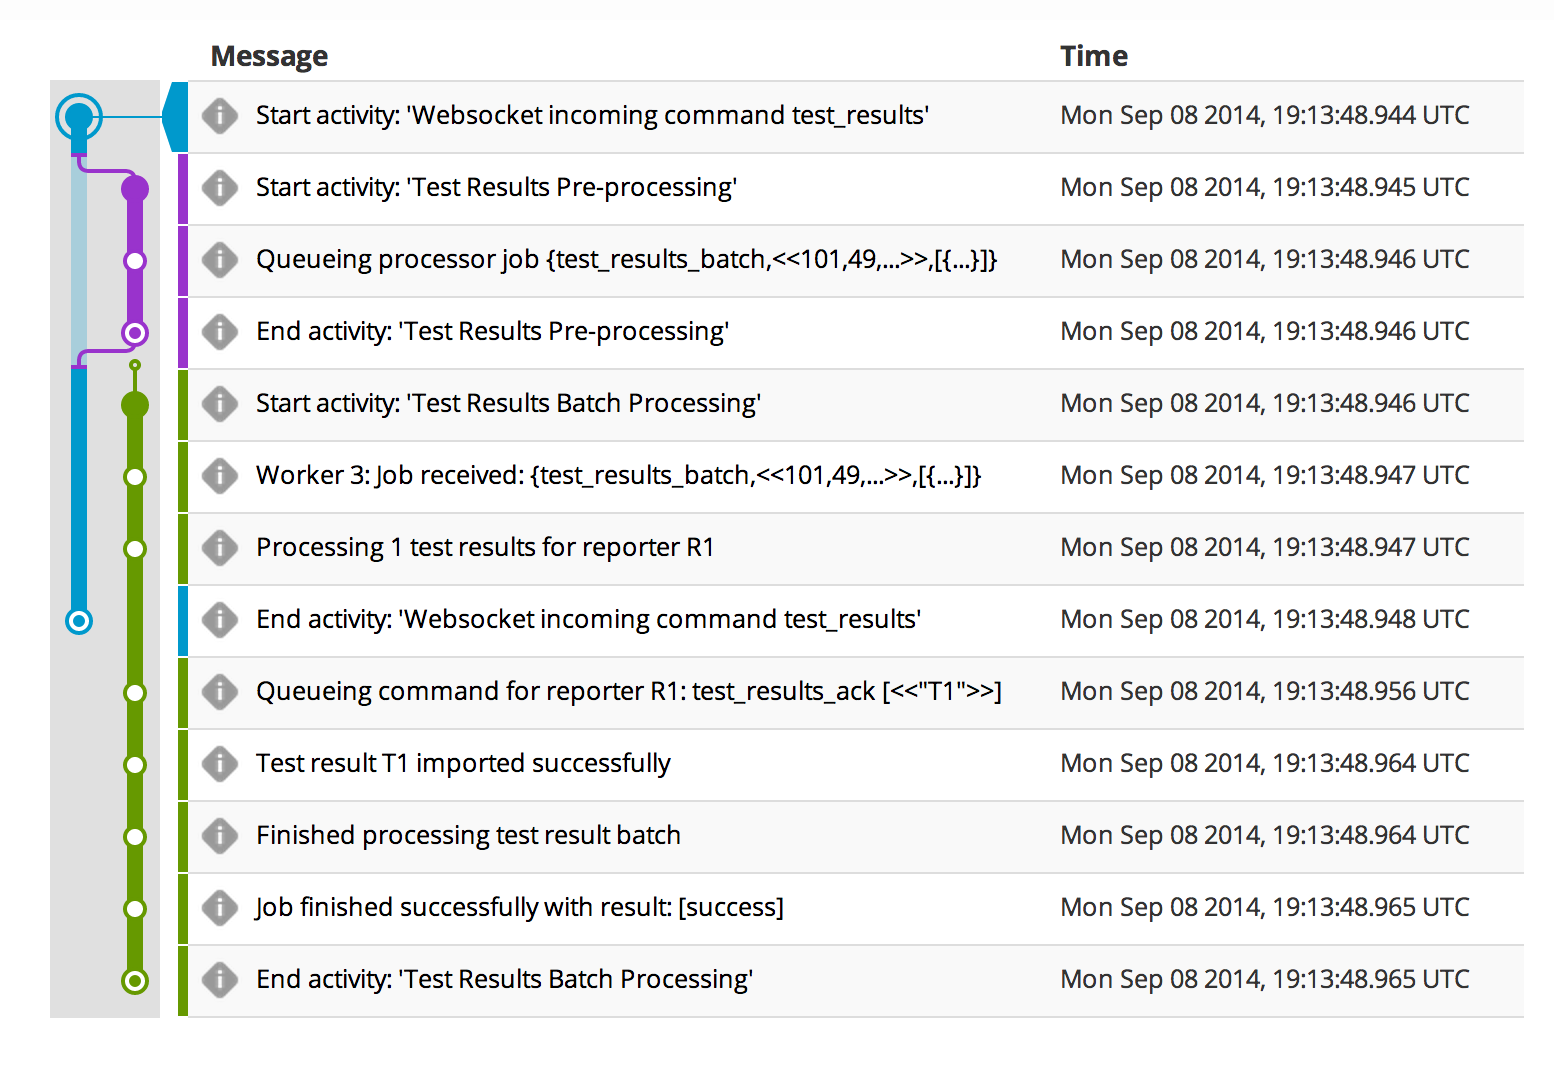 Message Time
Start activity: 'Websocket incoming command test_results' Mon Sep 08 2014, 19:13:48.944 UTC
Start activity: 'Test Results Pre-processing' Mon Sep 08 2014, 19:13:48.945 UTC
Queueing processor job {test_results_batch,<<101,49,...>>,[{...}]} Mon Sep 08 2014, 19:13:48.946 UTC
End activity: 'Test Results Pre-processing' Mon Sep 08 2014, 19:13:48.946 UTC
Start activity: 'Test Results Batch Processing' Mon Sep 08 2014, 19:13:48.946 UTC
Worker 3: Job received: {test_results_batch,<<101,49,...>>,[{...}]} Mon Sep 08 2014, 19:13:48.947 UTC
Processing 1 test results for reporter R1 Mon Sep 08 2014, 19:13:48.947 UTC
End activity: 'Websocket incoming command test_results' Mon Sep 08 2014, 19:13:48.948 UTC
Queueing command for reporter R1: test_results_ack [<<"T1">>] Mon Sep 08 2014, 19:13:48.956 UTC
Test result T1 imported successfully Mon Sep 08 2014, 19:13:48.964 UTC
Finished processing test result batch Mon Sep 08 2014, 19:13:48.964 UTC
Job finished successfully with result: [success] Mon Sep 08 2014, 19:13:48.965 UTC
End activity: 'Test Results Batch Processing' Mon Sep 08 2014, 19:13:48.965 UTC